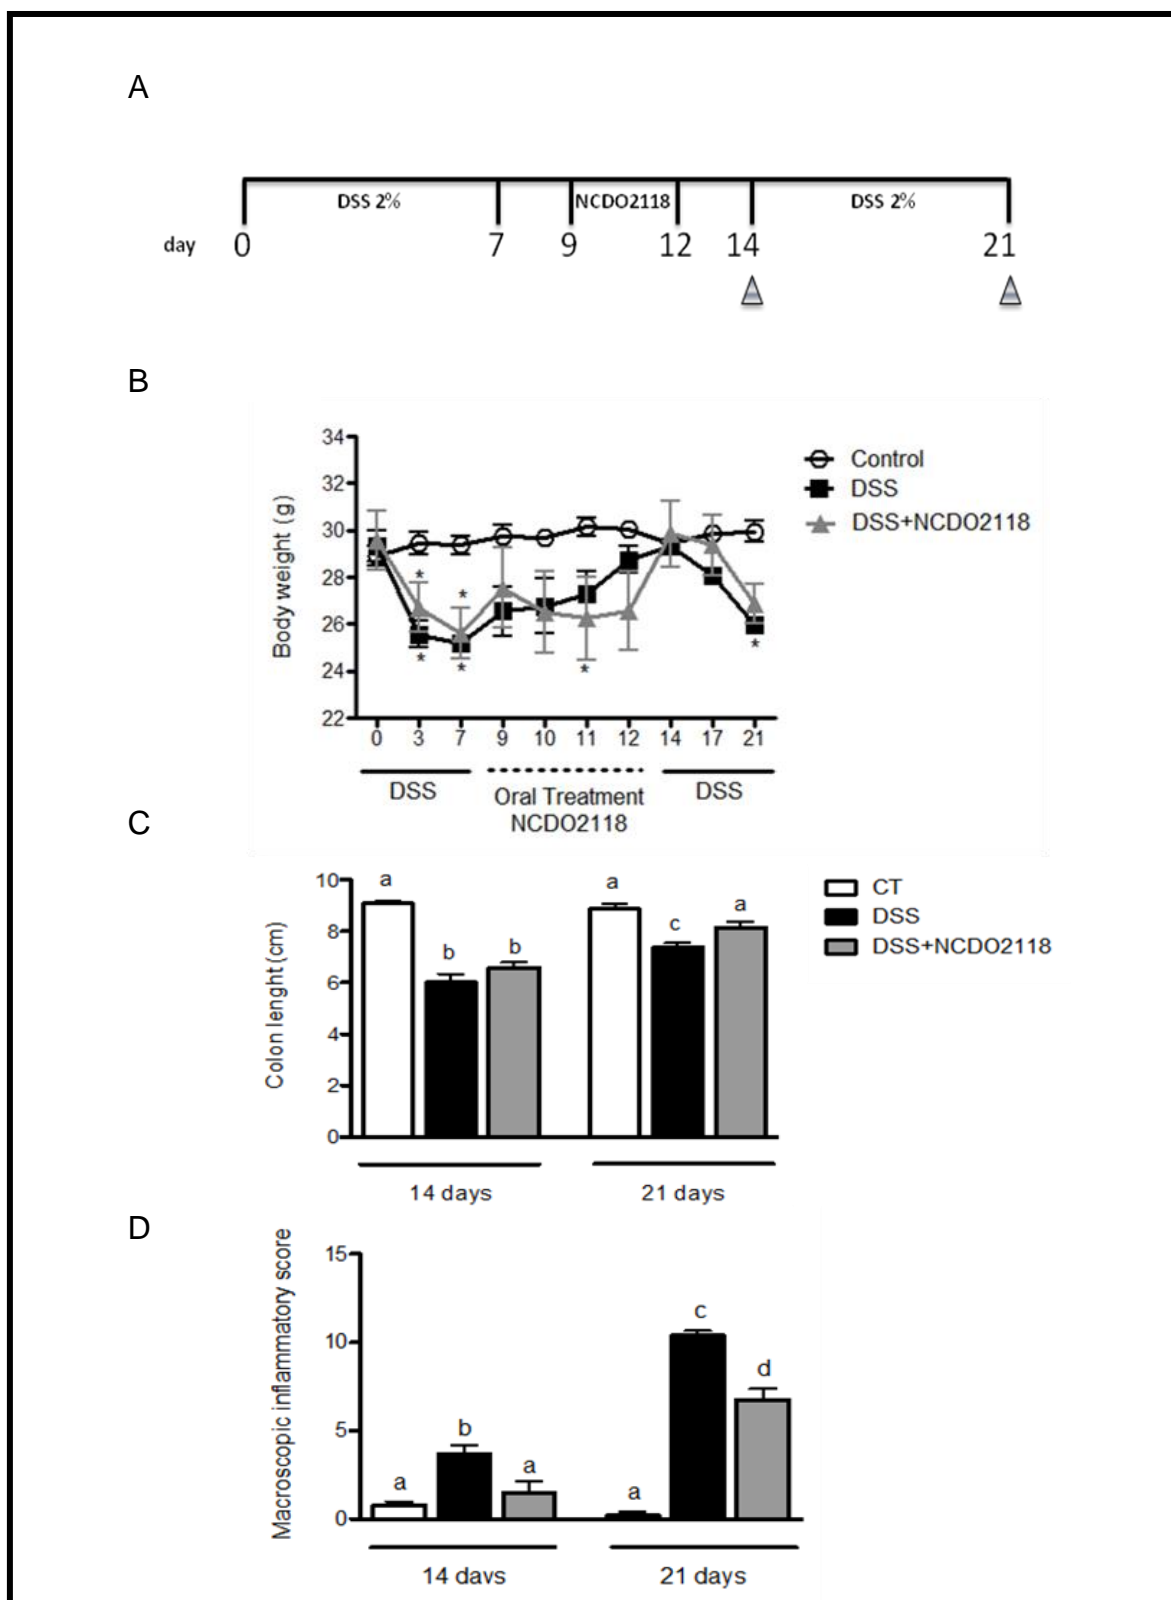 A
DSS 2% NCDO2118 DSS 2%
day 0 7 9 12 14 21
B
34
32
30
28
26
24
22
Body weight (g)
Control
DSS
DSS+NCDO2118
* * * * * *
0 3 7 9 10 11 12 14 17 21
DSS Oral Treatment NCDO2118 DSS
C
10
8
6
4
2
0
Colon lenght (cm)
a b b a c a
CT
DSS
DSS+NCDO2118
14 days 21 days
D
15
10
5
0
Macroscopic inflammatory score
a b a a c d
14 days 21 days